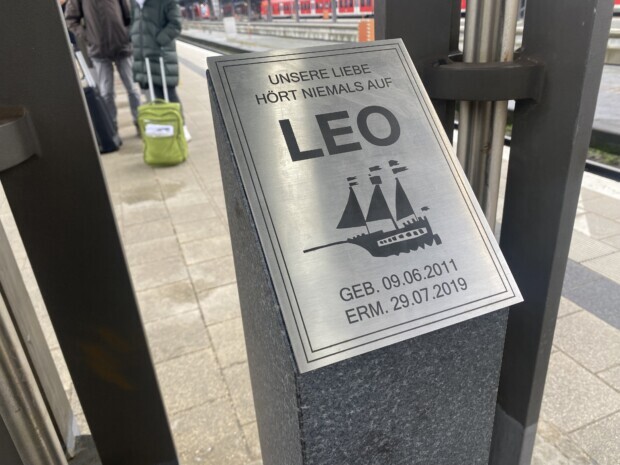 UNSERE LIEBE
HÖRT NIEMALS AUF
LEO
GEB. 09.06.2011
ERM. 29.07.2019